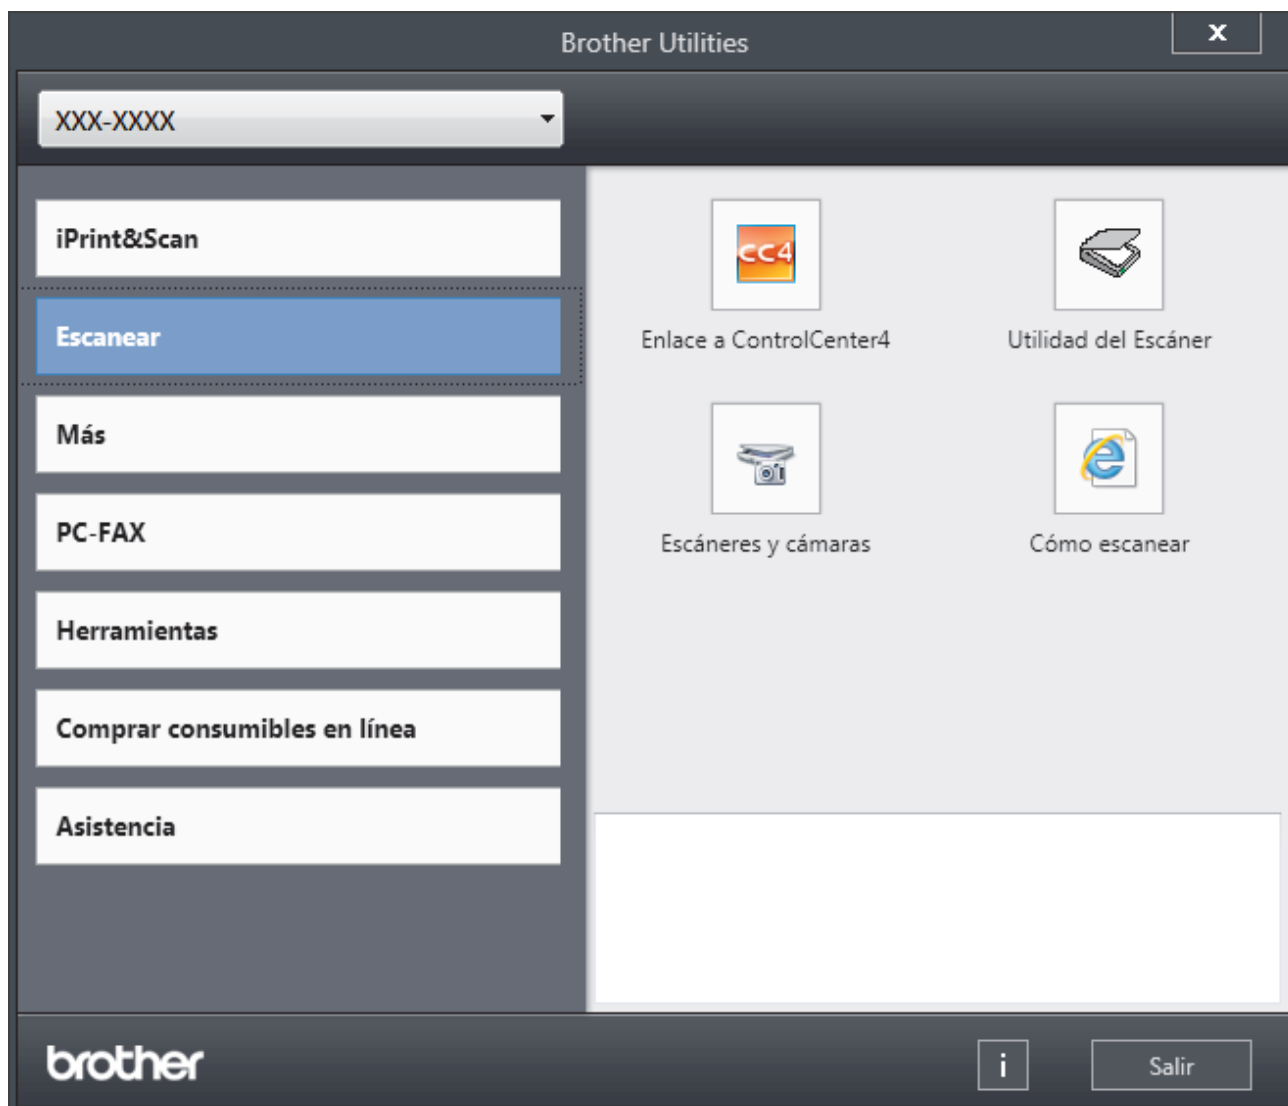 Brother Utilities
x
XXX-XXXX
iPrint&Scan
Escanear
Más
PC-FAX
Herramientas
Comprar consumibles en línea
Asistencia
CC4
Enlace a ControlCenter4
Utilidad del Escáner
Escáneres y cámaras
Cómo escanear
brother
i
Salir